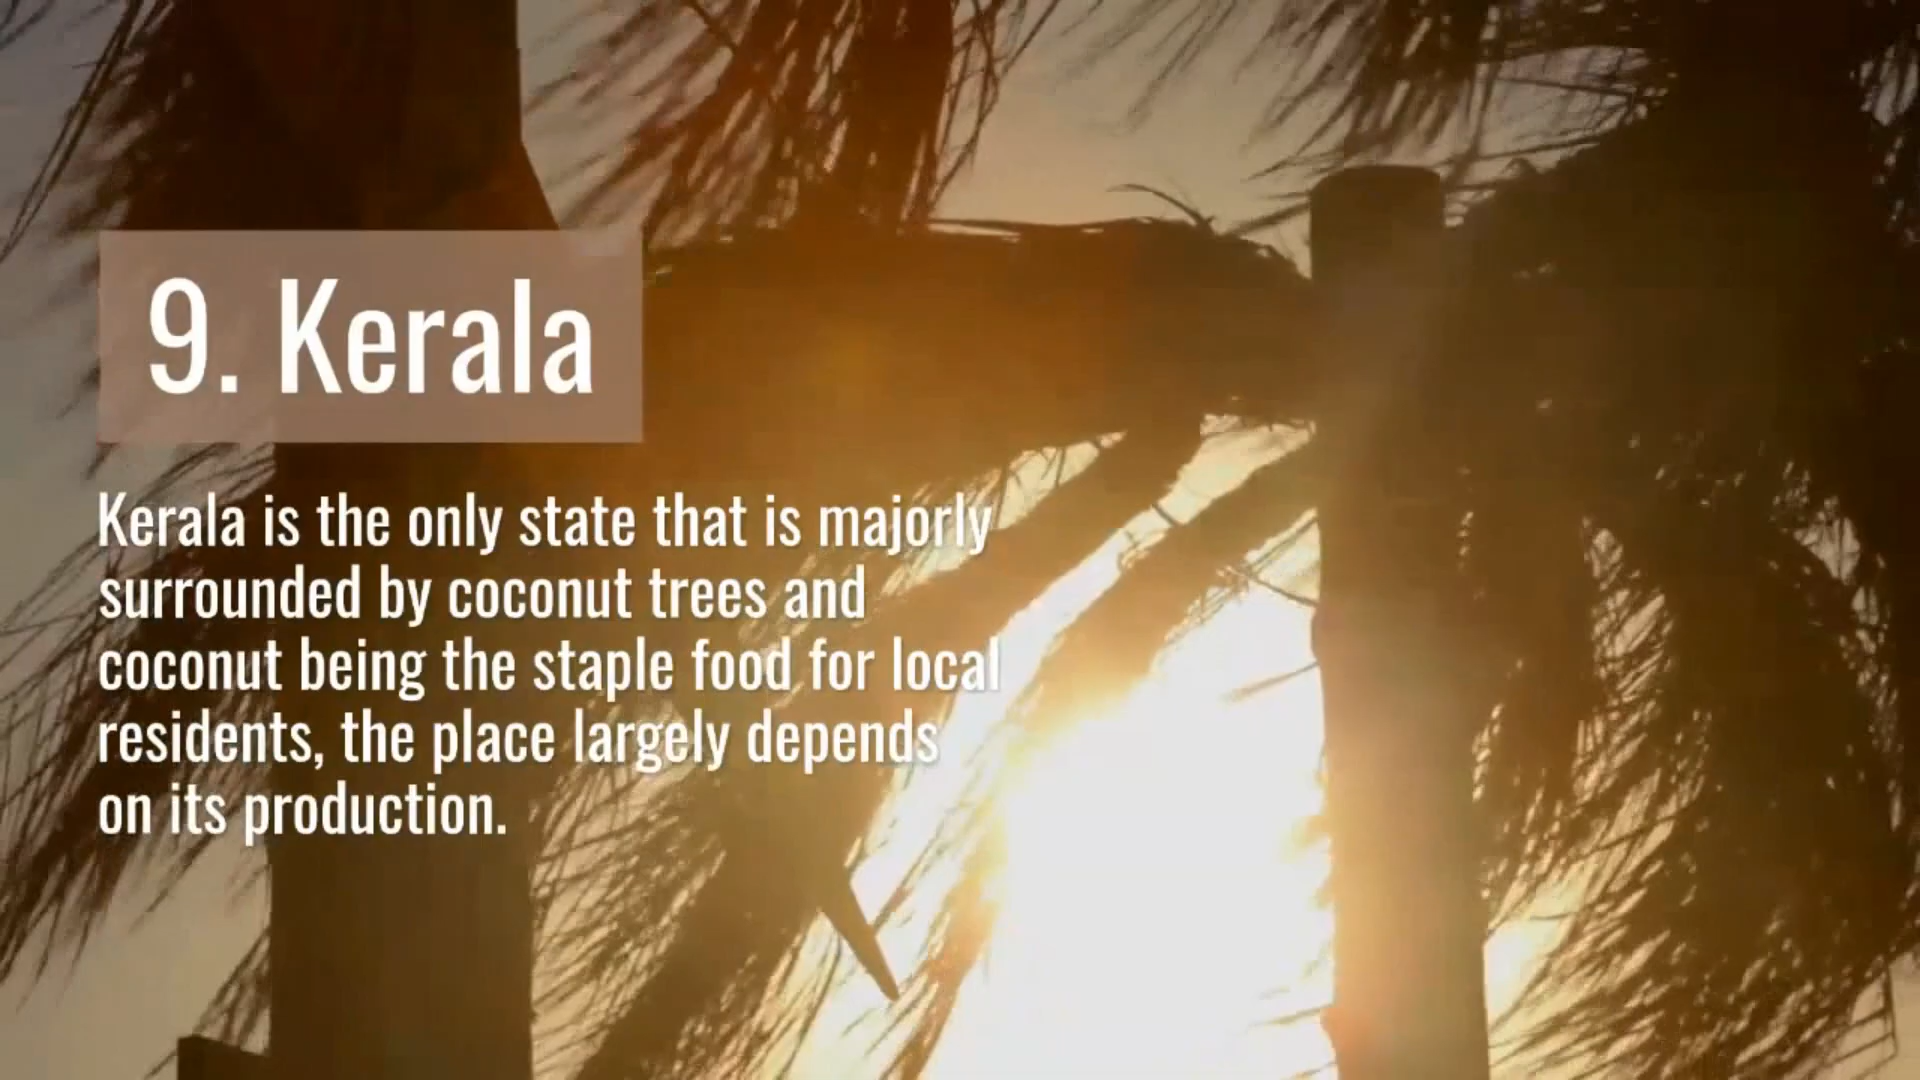 9. Kerala
Kerala is the only state that is majorly
surrounded by coconut trees and
coconut being the staple food for local
residents, the place largely depends
on its production.